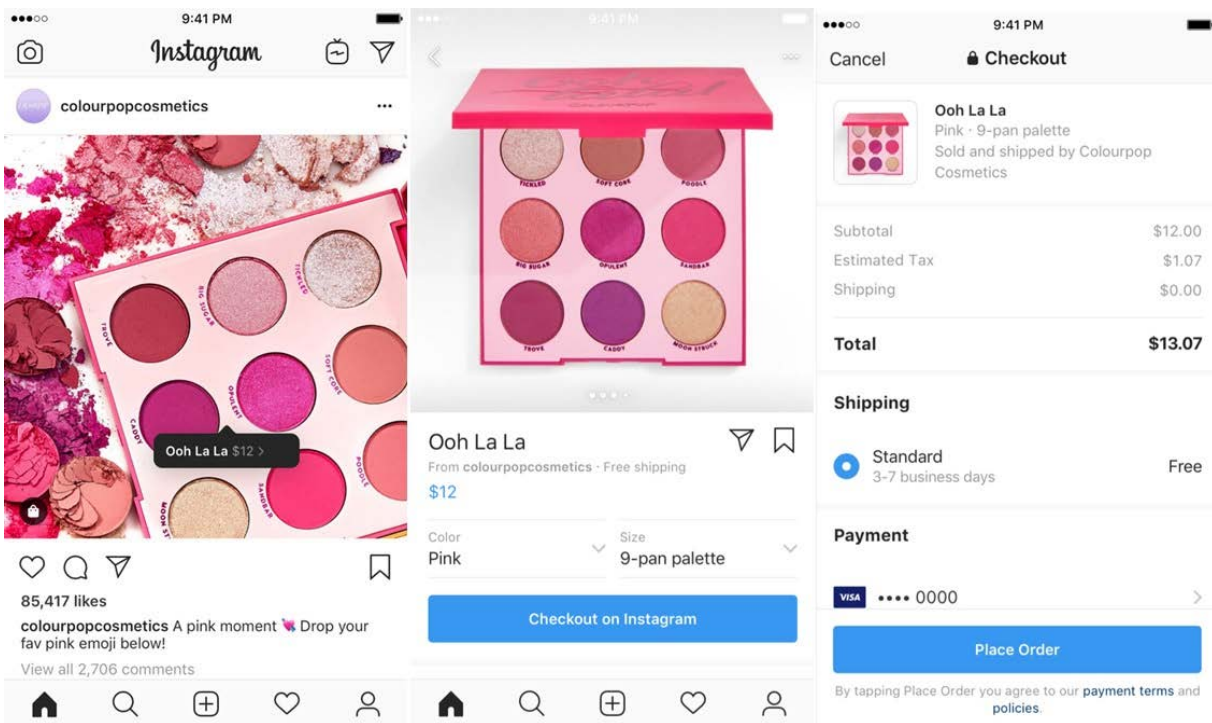 9:41 PM
Instagram
colourpopcosmetics
TICKLED
BIG SUGAR
TROVE
SOFT CORE
OPULENT
CADDY
Ooh La La $12 >
POODLE
SANDBAR
MOON STRUCK
85,417 likes
colourpopcosmetics A pink moment 💘 Drop your
fav pink emoji below!
View all 2,706 comments
9:41 PM
COLOURPOP
TICKLED
SOFT CORE
POODLE
BIG SUGAR
OPULENT
SANDBAR
TROVE
CADDY
MOON STRUCK
Ooh La La
From colourpopcosmetics · Free shipping
$12
Color
Pink
Size
9-pan palette
Checkout on Instagram
9:41 PM
Cancel
Checkout
Ooh La La
Pink · 9-pan palette
Sold and shipped by Colourpop
Cosmetics
Subtotal $12.00
Estimated Tax $1.07
Shipping $0.00
Total $13.07
Shipping
Standard
3-7 business days
Free
Payment
VISA •••• 0000
Place Order
By tapping Place Order you agree to our payment terms and
policies.